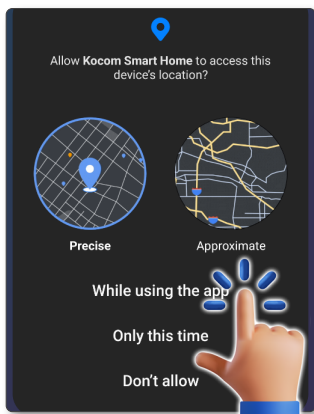 Allow Kocom Smart Home to access this
device's location?
Precise
Approximate
While using the app
Only this time
Don't allow